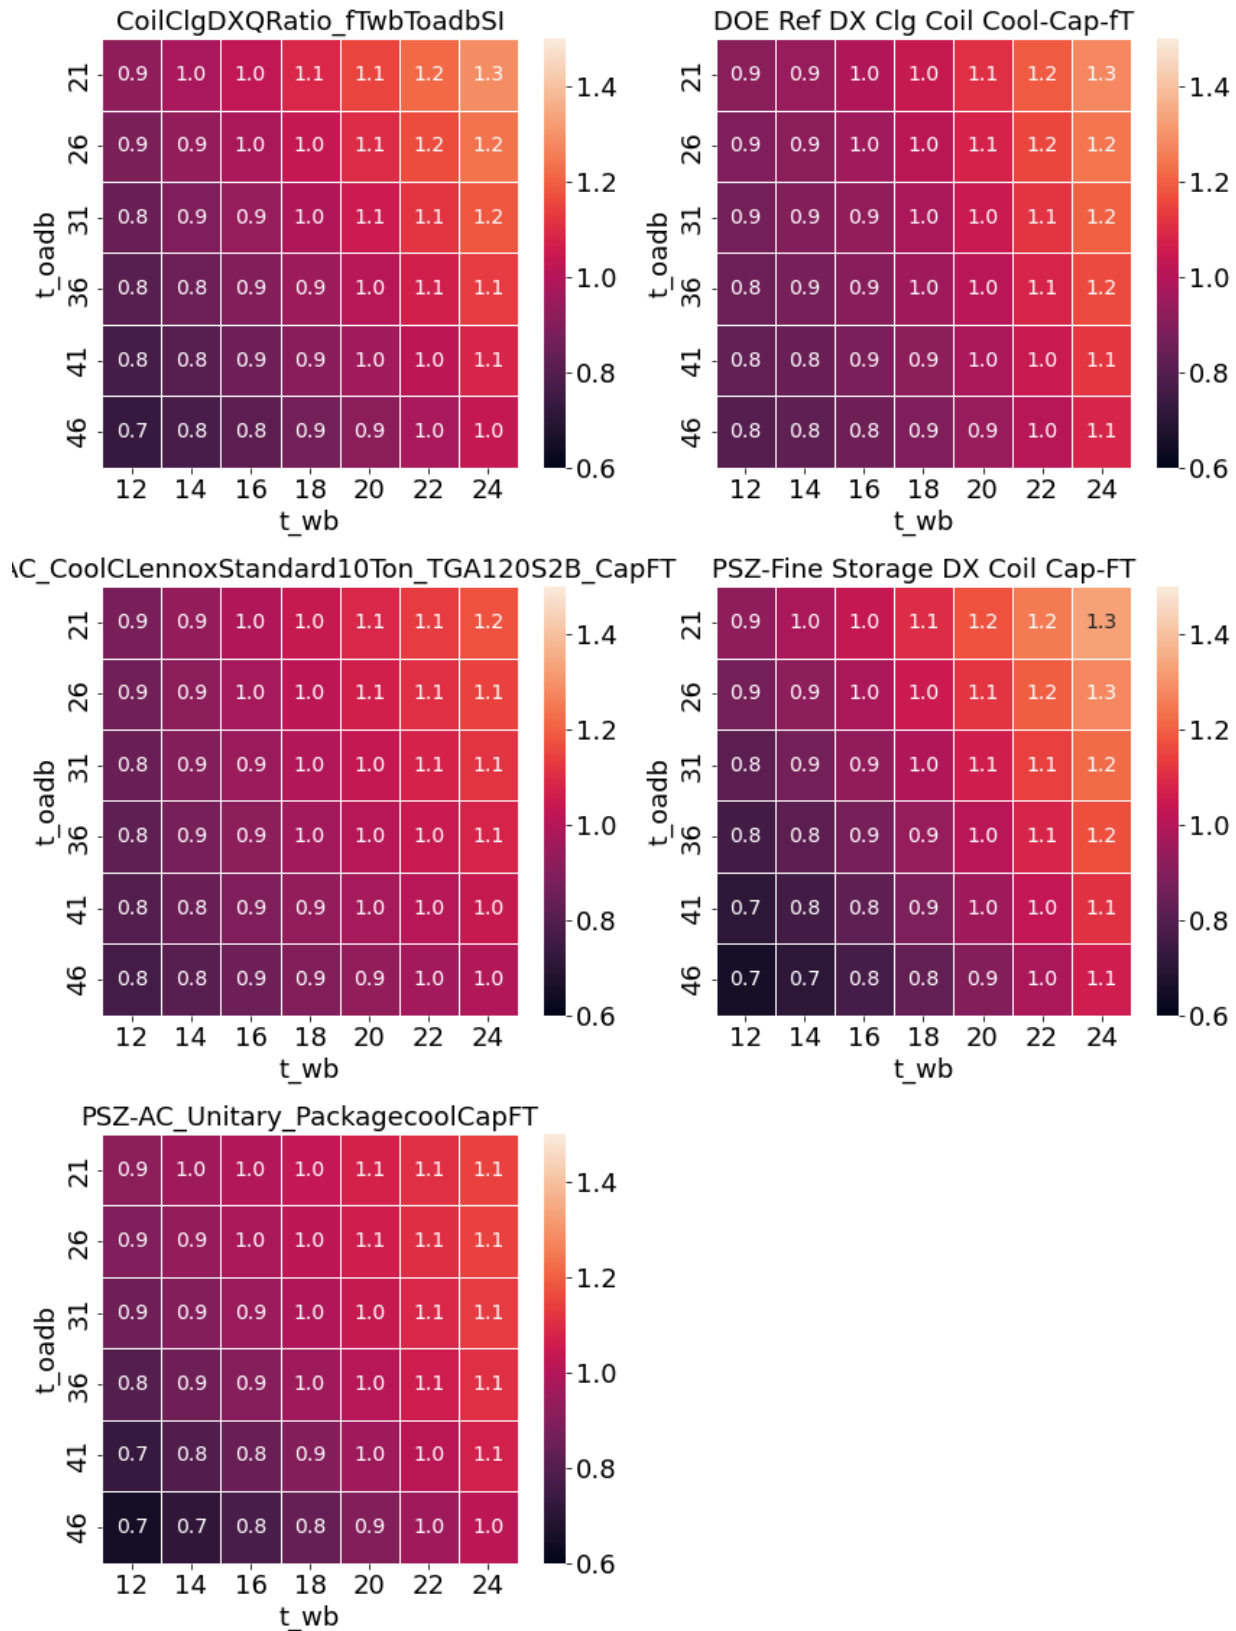 CoilClgDXQRatio_fTwbToadbSI
t_oadb
21 0.9 1.0 1.0 1.1 1.1 1.2 1.3
26 0.9 0.9 1.0 1.0 1.1 1.2 1.2
31 0.8 0.9 0.9 1.0 1.1 1.1 1.2
36 0.8 0.8 0.9 0.9 1.0 1.1 1.1
41 0.8 0.8 0.9 0.9 1.0 1.0 1.1
46 0.7 0.8 0.8 0.9 0.9 1.0 1.0
12 14 16 18 20 22 24
t_wb
1.4
1.2
1.0
0.8
0.6
DOE Ref DX Clg Coil Cool-Cap-fT
t_oadb
21 0.9 0.9 1.0 1.0 1.1 1.2 1.3
26 0.9 0.9 1.0 1.0 1.1 1.2 1.2
31 0.9 0.9 0.9 1.0 1.0 1.1 1.2
36 0.8 0.9 0.9 1.0 1.0 1.1 1.2
41 0.8 0.8 0.9 0.9 1.0 1.0 1.1
46 0.8 0.8 0.8 0.9 0.9 1.0 1.1
12 14 16 18 20 22 24
t_wb
1.4
1.2
1.0
0.8
0.6
AC_CoolCLennoxStandard10Ton_TGA120S2B_CapFT
t_oadb
21 0.9 0.9 1.0 1.0 1.1 1.1 1.2
26 0.9 0.9 1.0 1.0 1.1 1.1 1.1
31 0.8 0.9 0.9 1.0 1.0 1.1 1.1
36 0.8 0.9 0.9 1.0 1.0 1.0 1.1
41 0.8 0.8 0.9 0.9 1.0 1.0 1.0
46 0.8 0.8 0.9 0.9 0.9 1.0 1.0
12 14 16 18 20 22 24
t_wb
1.4
1.2
1.0
0.8
0.6
PSZ-Fine Storage DX Coil Cap-FT
t_oadb
21 0.9 1.0 1.0 1.1 1.2 1.2 1.3
26 0.9 0.9 1.0 1.0 1.1 1.2 1.3
31 0.8 0.9 0.9 1.0 1.1 1.1 1.2
36 0.8 0.8 0.9 0.9 1.0 1.1 1.2
41 0.7 0.8 0.8 0.9 1.0 1.0 1.1
46 0.7 0.7 0.8 0.8 0.9 1.0 1.1
12 14 16 18 20 22 24
t_wb
1.4
1.2
1.0
0.8
0.6
PSZ-AC_Unitary_PackagecoolCapFT
t_oadb
21 0.9 1.0 1.0 1.0 1.1 1.1 1.1
26 0.9 0.9 1.0 1.0 1.1 1.1 1.1
31 0.9 0.9 0.9 1.0 1.0 1.1 1.1
36 0.8 0.9 0.9 1.0 1.0 1.1 1.1
41 0.7 0.8 0.8 0.9 1.0 1.0 1.1
46 0.7 0.7 0.8 0.8 0.9 1.0 1.0
12 14 16 18 20 22 24
t_wb
1.4
1.2
1.0
0.8
0.6